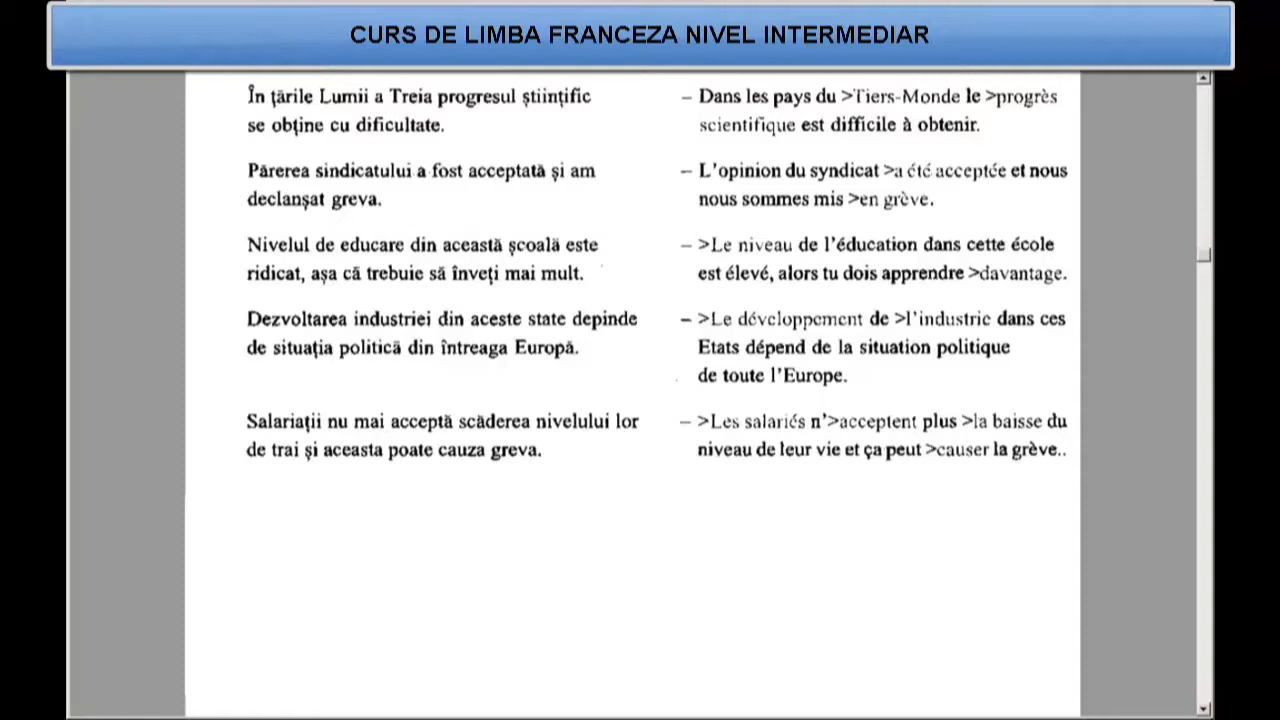 CURS DE LIMBA FRANCEZA NIVEL INTERMEDIAR
În țările Lumii a Treia progresul științific
se obține cu dificultate.
– Dans les pays du >Tiers-Monde le >progrès
scientifique est difficile à obtenir.
Părerea sindicatului a fost acceptată și am
declanșat greva.
– L'opinion du syndicat >a été acceptée et nous
nous sommes mis >en grève.
Nivelul de educare din această școală este
ridicat, așa că trebuie să înveți mai mult.
– >Le niveau de l'éducation dans cette école
est élevé, alors tu dois apprendre >davantage.
Dezvoltarea industriei din aceste state depinde
de situația politică din întreaga Europă.
– >Le développement de >l'industrie dans ces
Etats dépend de la situation politique
de toute l'Europe.
Salariații nu mai acceptă scăderea nivelului lor
de trai și aceasta poate cauza greva.
– >Les salariés n'>acceptent plus >la baisse du
niveau de leur vie et ça peut >causer la grève..